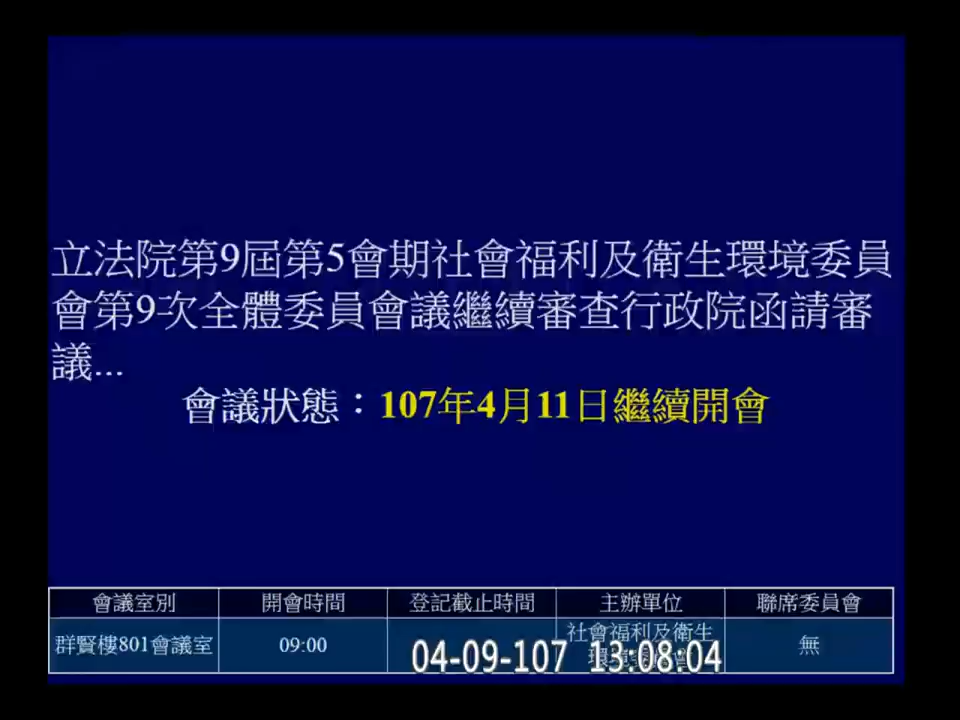 立法院第9屆第5會期社會福利及衛生環境委員
會第9次全體委員會議繼續審查行政院函請審
議...
會議狀態：107年4月11日繼續開會
會議室別 開會時間 登記截止時間 主辦單位 聯席委員會
群賢樓801會議室 09:00 社會福利及衛生 無
04-09-107 13:08:04